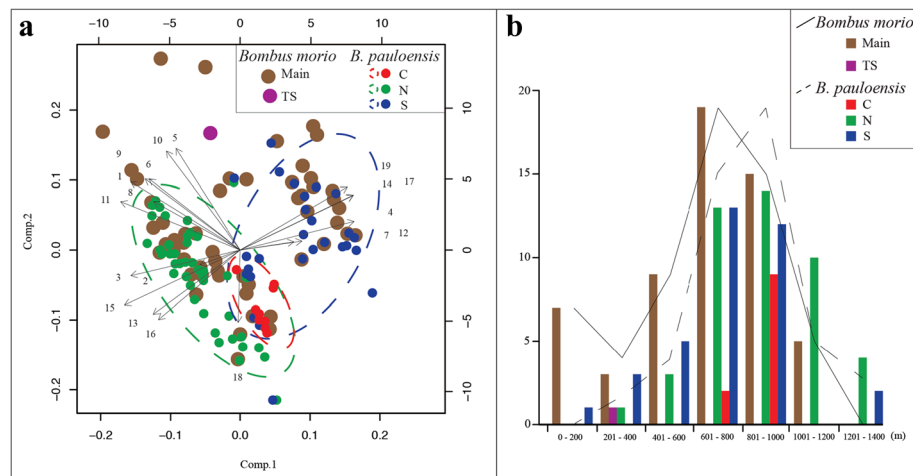 a
−10 −5 0 5 10
Bombus morio B. pauloensis
Main C
TS N
S
0.2
0.1
0.0
−0.1
−0.2
Comp.2
10
5
0
−5
−10
10 5
9 6
1
8
11
19
14 17
4
7 12
3 2
15
13
16
18
−0.2 −0.1 0.0 0.1 0.2
Comp.1
b
Bombus morio
Main
TS
B. pauloensis
C
N
S
20
15
10
5
0
0 - 200 201 - 400 401 - 600 601 - 800 801 - 1000 1001 - 1200 1201 - 1400 (m)